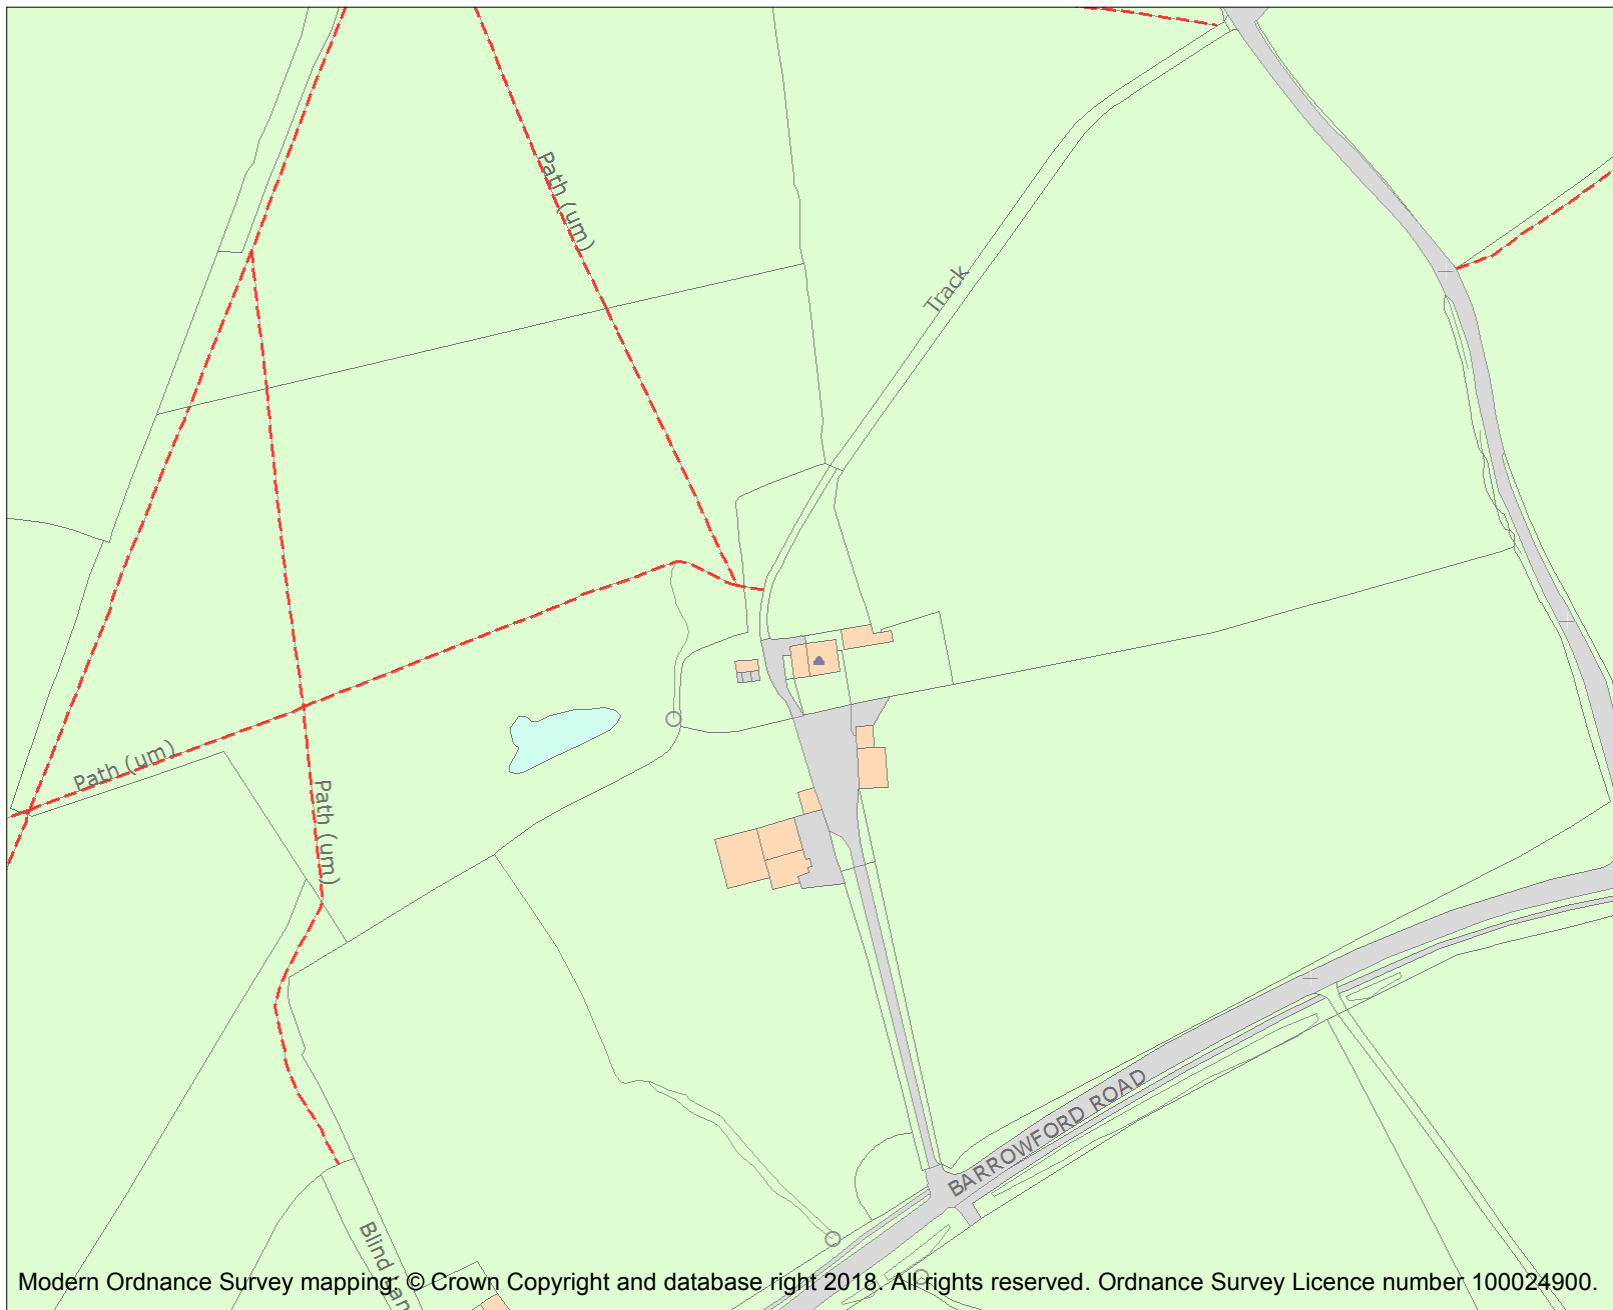 Path (um)
Track
Path (um)
Path (um)
BARROWFORD ROAD
Blind
Modern Ordnance Survey mapping: © Crown Copyright and database right 2018. All rights reserved. Ordnance Survey Licence number 100024900.